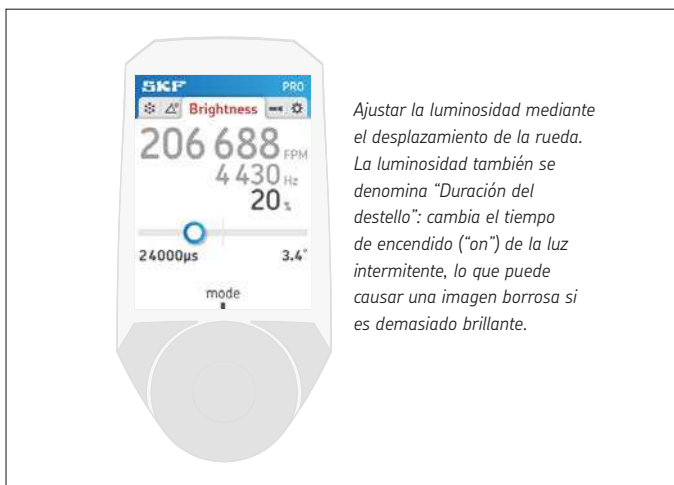 SKF PRO
Brightness
206 688 FPM
4 430 Hz
20 %
24000µs 3.4°
mode
Ajustar la luminosidad mediante
el desplazamiento de la rueda.
La luminosidad también se
denomina “Duración del
destello”: cambia el tiempo
de encendido (“on”) de la luz
intermitente, lo que puede
causar una imagen borrosa si
es demasiado brillante.